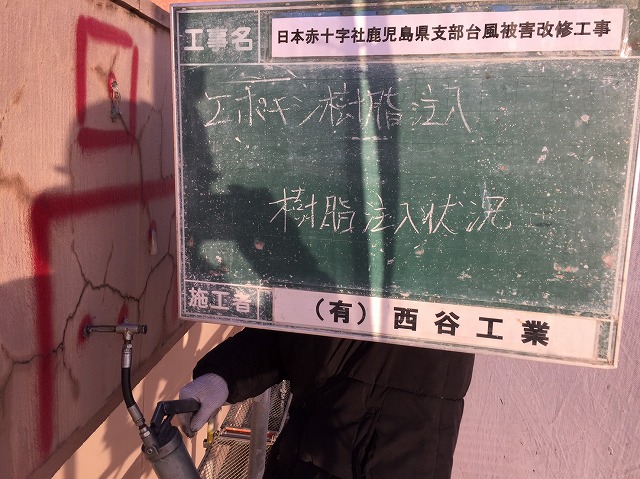 工事名
日本赤十字社鹿児島県支部台風被害改修工事
エポキシ樹脂注入
樹脂注入状況
施工者
（有）西谷工業